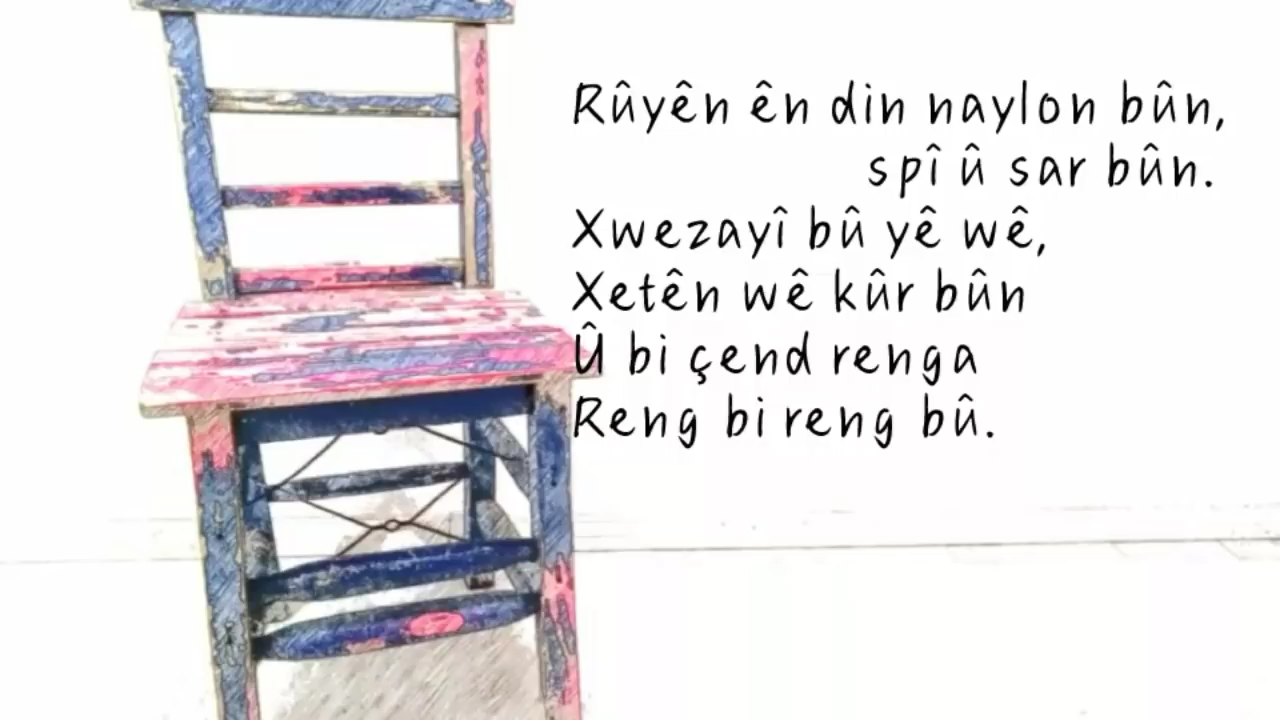 Rûyên ên din naylon bûn,
spî û sar bûn.
Xwezayî bû yê wê,
Xetên wê kûr bûn
Û bi çend renga
Reng bi reng bû.